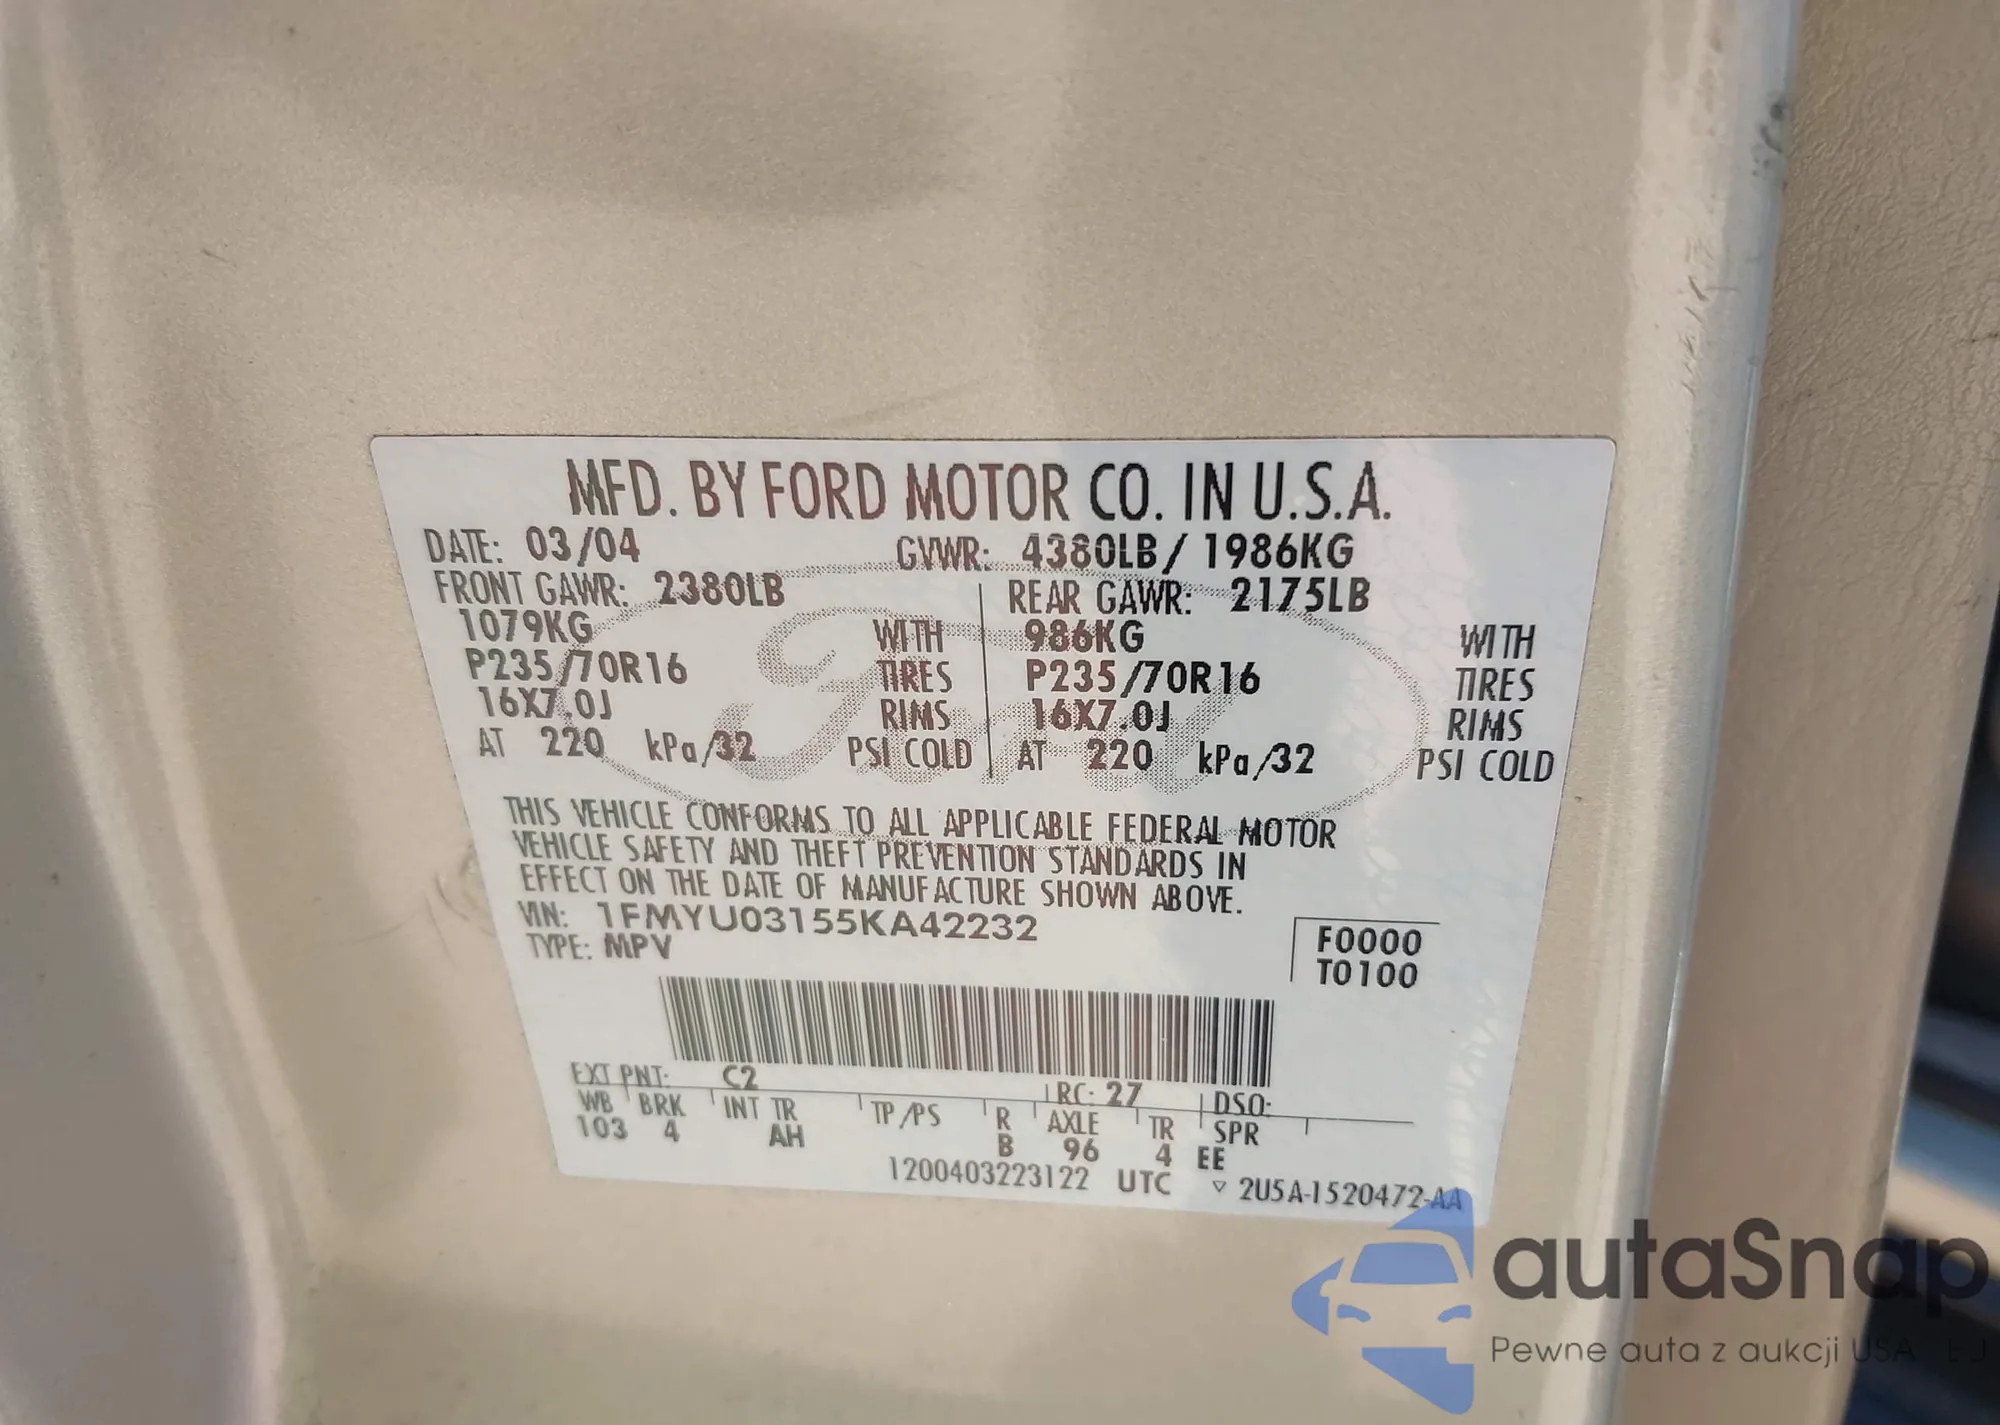 MFD. BY FORD MOTOR CO. IN U.S.A.
DATE: 03/04 GVWR: 4380LB/ 1986KG
FRONT GAWR: 2380LB REAR GAWR: 2175LB
1079KG WITH 986KG WITH
P235/70R16 TIRES P235/70R16 TIRES
16X7.0J RIMS 16X7.0J RIMS
AT 220 kPa/32 PSI COLD AT 220 kPa/32 PSI COLD
Ford
THIS VEHICLE CONFORMS TO ALL APPLICABLE FEDERAL MOTOR
VEHICLE SAFETY AND THEFT PREVENTION STANDARDS IN
EFFECT ON THE DATE OF MANUFACTURE SHOWN ABOVE.
VIN: 1FMYU03155KA42232
TYPE: MPV
F0000
T0100
EXT PNT: C2 RC: 27 DSO:
WB BRK INT TR TP/PS R AXLE TR SPR
103 4 AH B 96 4 EE
1200403223122 UTC ▽ 2U5A-1520472-AA
autaSnap
Pewne auta z aukcji USA